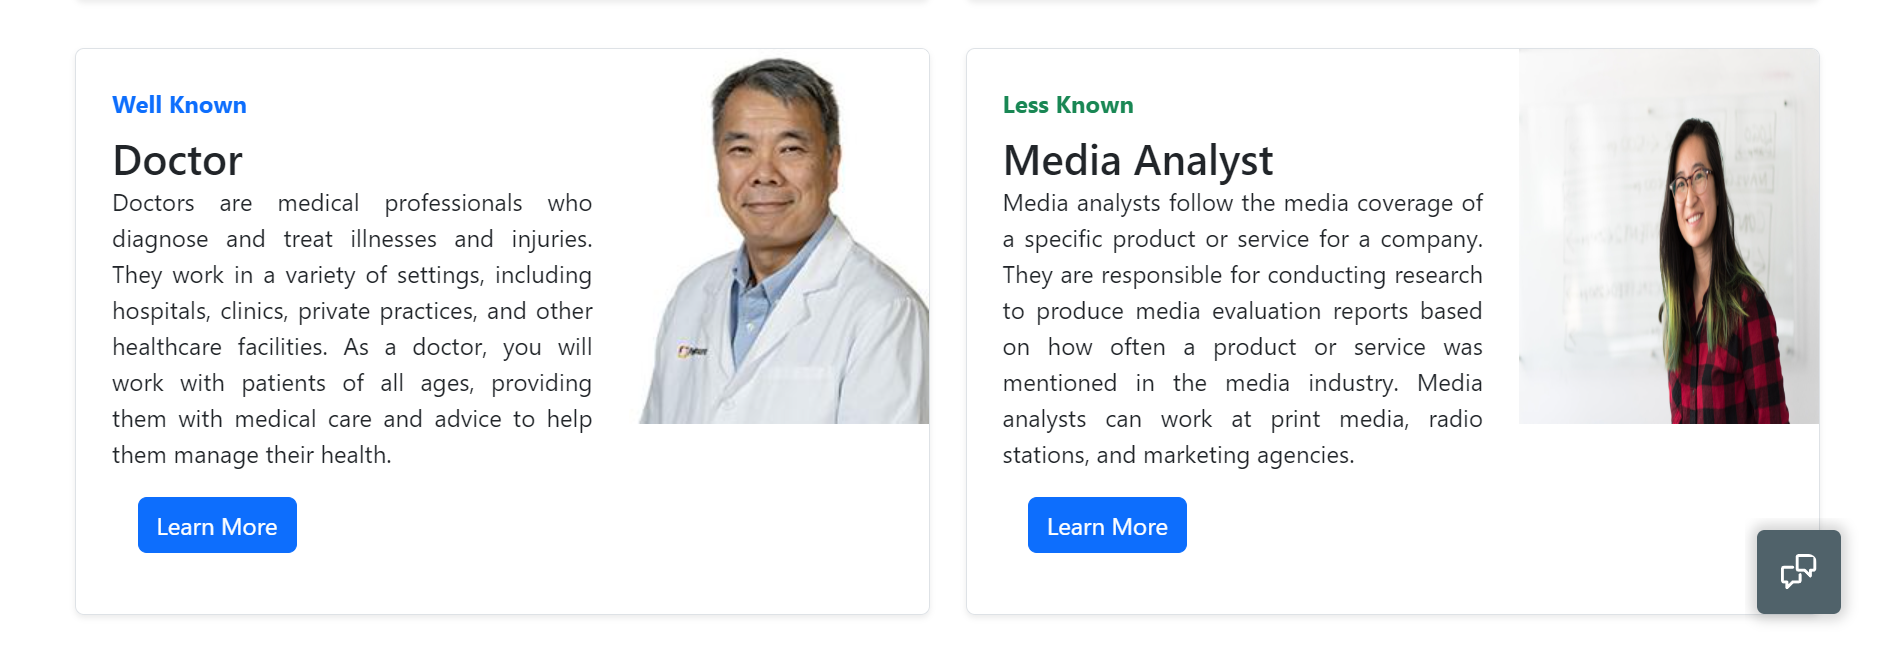 Well Known
Doctor
Doctors are medical professionals who
diagnose and treat illnesses and injuries.
They work in a variety of settings, including
hospitals, clinics, private practices, and other
healthcare facilities. As a doctor, you will
work with patients of all ages, providing
them with medical care and advice to help
them manage their health.
Learn More
Less Known
Media Analyst
Media analysts follow the media coverage of
a specific product or service for a company.
They are responsible for conducting research
to produce media evaluation reports based
on how often a product or service was
mentioned in the media industry. Media
analysts can work at print media, radio
stations, and marketing agencies.
Learn More